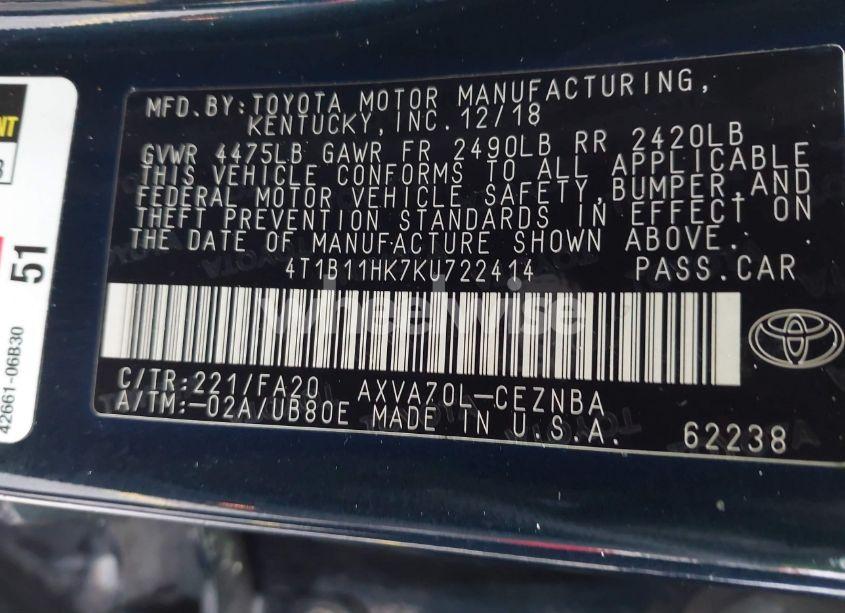 MFD.BY:TOYOTA MOTOR MANUFACTURING,
KENTUCKY,INC.12/18
GVWR 4475LB GAWR FR 2490LB RR 2420LB
THIS VEHICLE CONFORMS TO ALL APPLICABLE
FEDERAL MOTOR VEHICLE SAFETY,BUMPER,AND
THEFT PREVENTION STANDARDS IN EFFECT ON
THE DATE OF MANUFACTURE SHOWN ABOVE.
4T1B11HK7KU722414 PASS.CAR
wheelwise
C/TR:221/FA20 AXVA70L-CEZNBA
A/TM:-02A/UB80E MADE IN U.S.A.
62238
51
42661-06B30